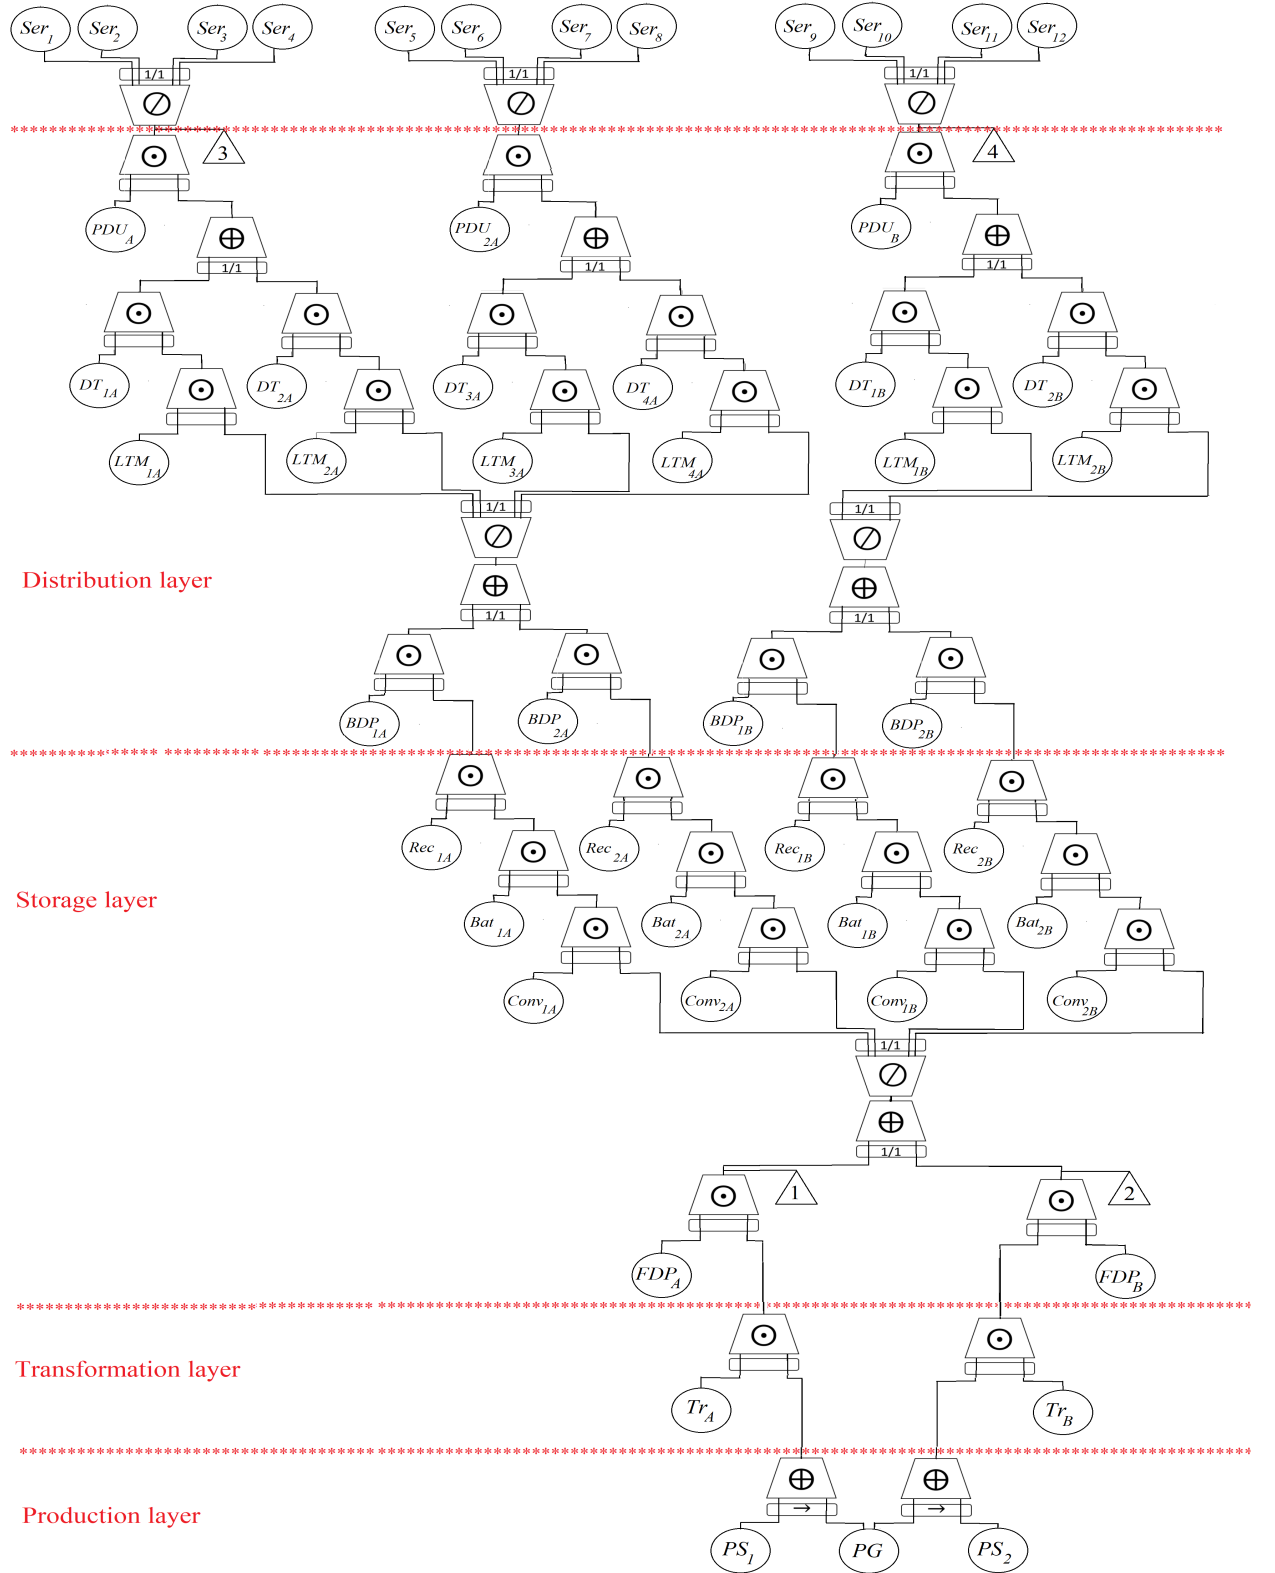 Ser1 Ser2 Ser3 Ser4 Ser5 Ser6 Ser7 Ser8 Ser9 Ser10 Ser11 Ser12
1/1 1/1 1/1
3 4
PDUA PDU2A PDUB
1/1 1/1 1/1
DT1A DT2A DT3A DT4A DT1B DT2B
LTM1A LTM2A LTM3A LTM4A LTM1B LTM2B
1/1 1/1
Distribution layer
1/1 1/1
BDP1A BDP2A BDP1B BDP2B
Rec1A Rec2A Rec1B Rec2B
Storage layer
Bat1A Bat2A Bat1B Bat2B
Conv1A Conv2A Conv1B Conv2B
1/1
1/1
1 2
FDPA FDPB
Transformation layer
TrA TrB
Production layer
PS1 PG PS2